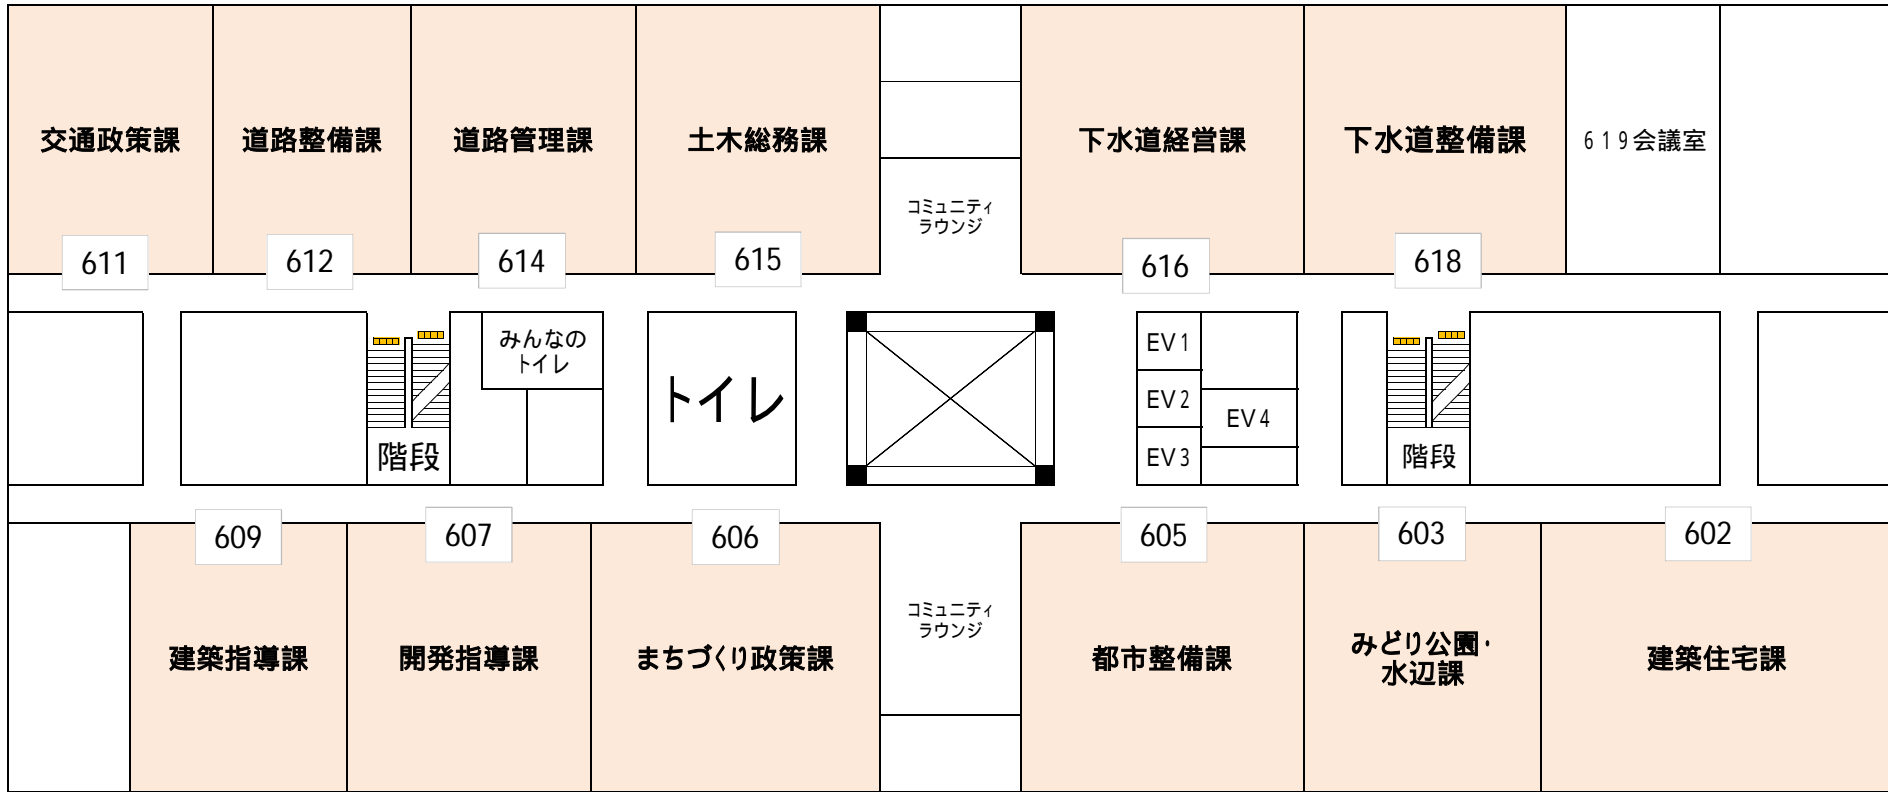 交通政策課
道路整備課
道路管理課
土木総務課
下水道経営課
下水道整備課
619会議室
コミュニティ
ラウンジ
611
612
614
615
616
618
みんなの
トイレ
トイレ
EV1
EV2
EV3
EV4
階段
階段
609
607
606
605
603
602
コミュニティ
ラウンジ
建築指導課
開発指導課
まちづくり政策課
都市整備課
みどり公園・
水辺課
建築住宅課